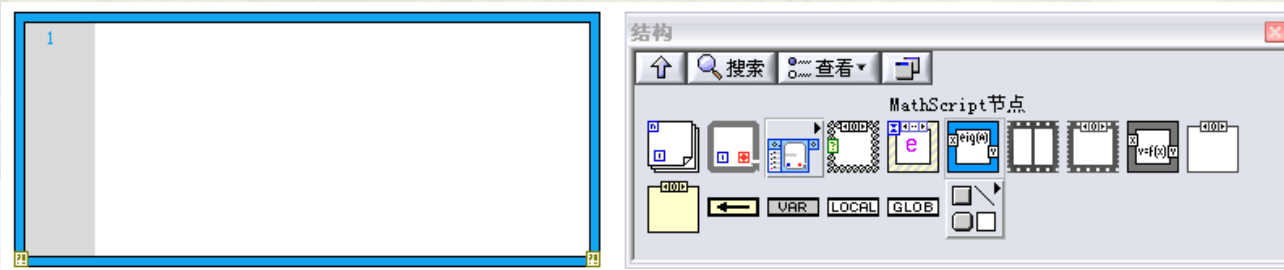 1
?!
?!
结构
搜索
查看
MathScript节点
n
i
i
?
e
eig(A)
x
y
x
y=f(x)
y
VAR
LOCAL
GLOB